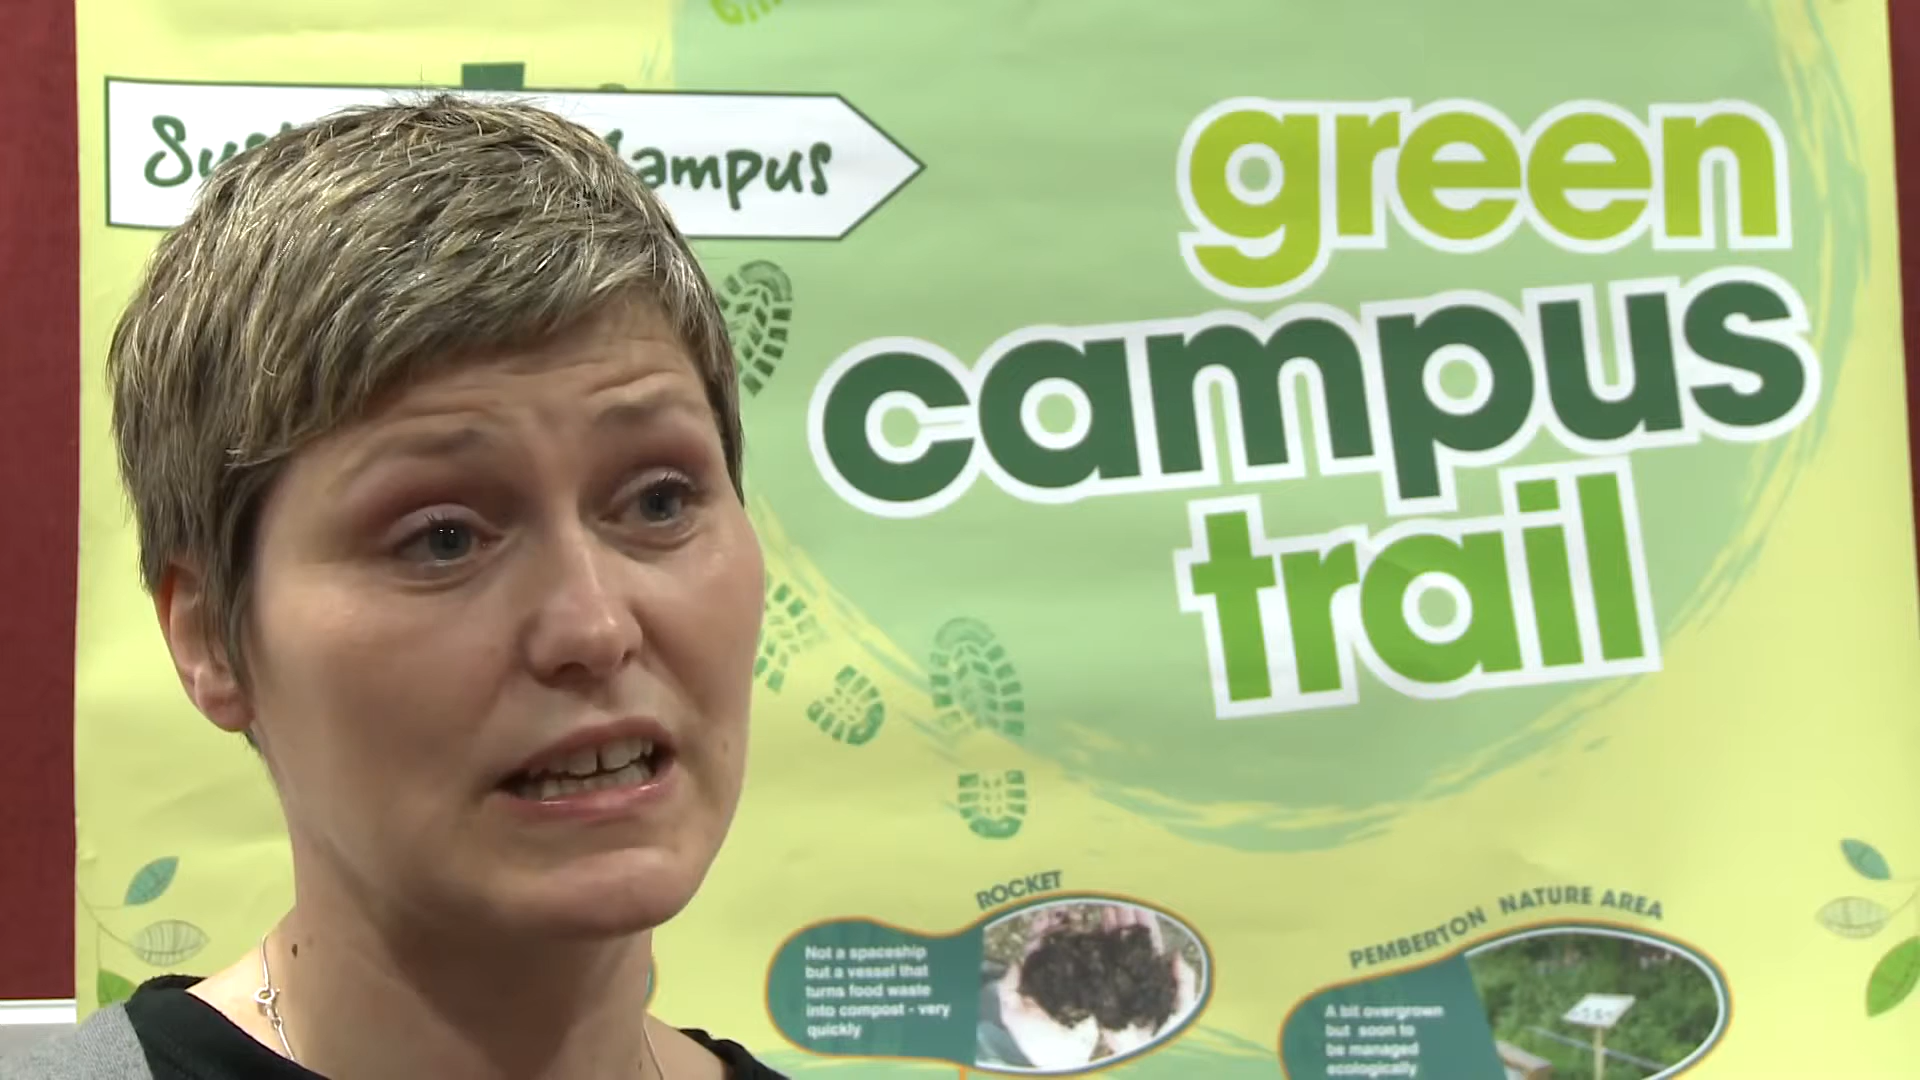 campus
green
campus
trail
ROCKET
Not a spaceship
but a vessel that
turns food waste
into compost - very
quickly
PEMBERTON NATURE AREA
A bit overgrown
but soon to
be managed
ecologically